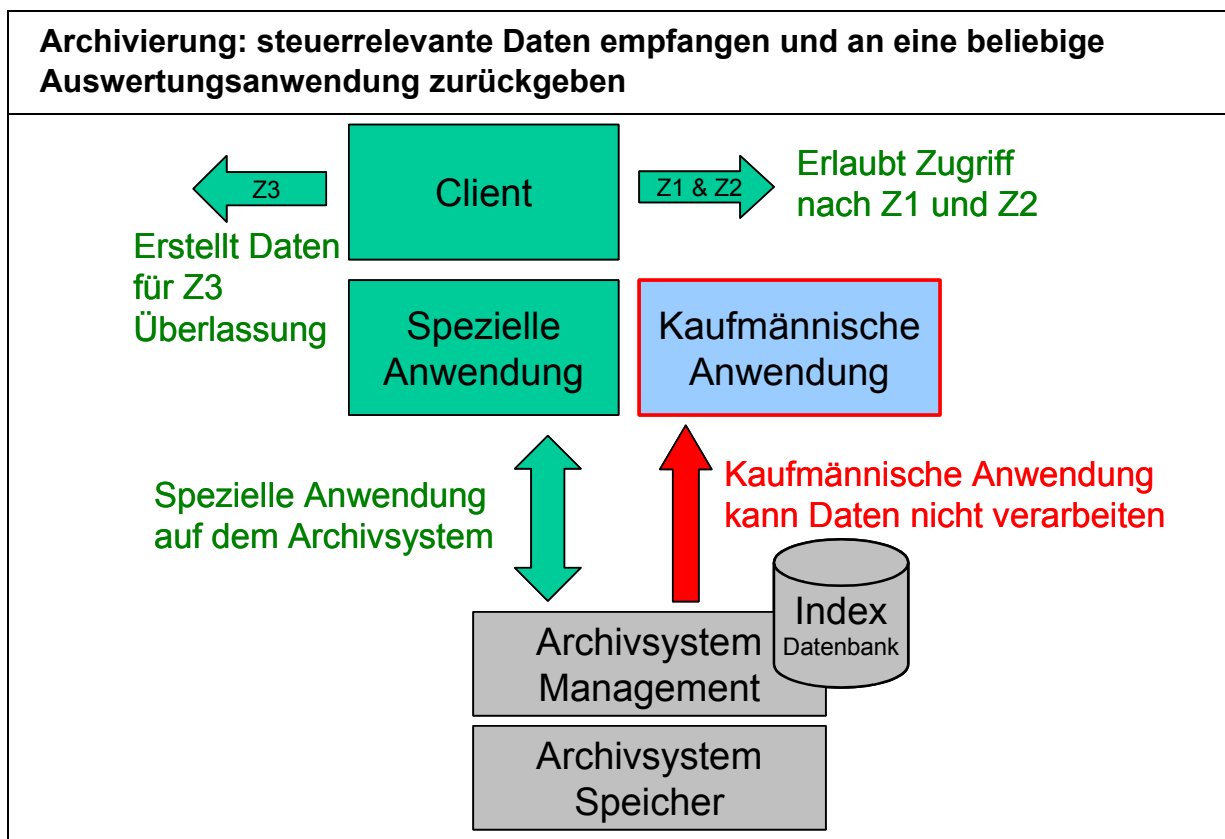 Archivierung: steuerrelevante Daten empfangen und an eine beliebige
Auswertungsanwendung zurückgeben
Z3
Client
Z1 & Z2
Erlaubt Zugriff
nach Z1 und Z2
Erstellt Daten
für Z3
Überlassung
Spezielle
Anwendung
Kaufmännische
Anwendung
Spezielle Anwendung
auf dem Archivsystem
Kaufmännische Anwendung
kann Daten nicht verarbeiten
Index
Datenbank
Archivsystem
Management
Archivsystem
Speicher